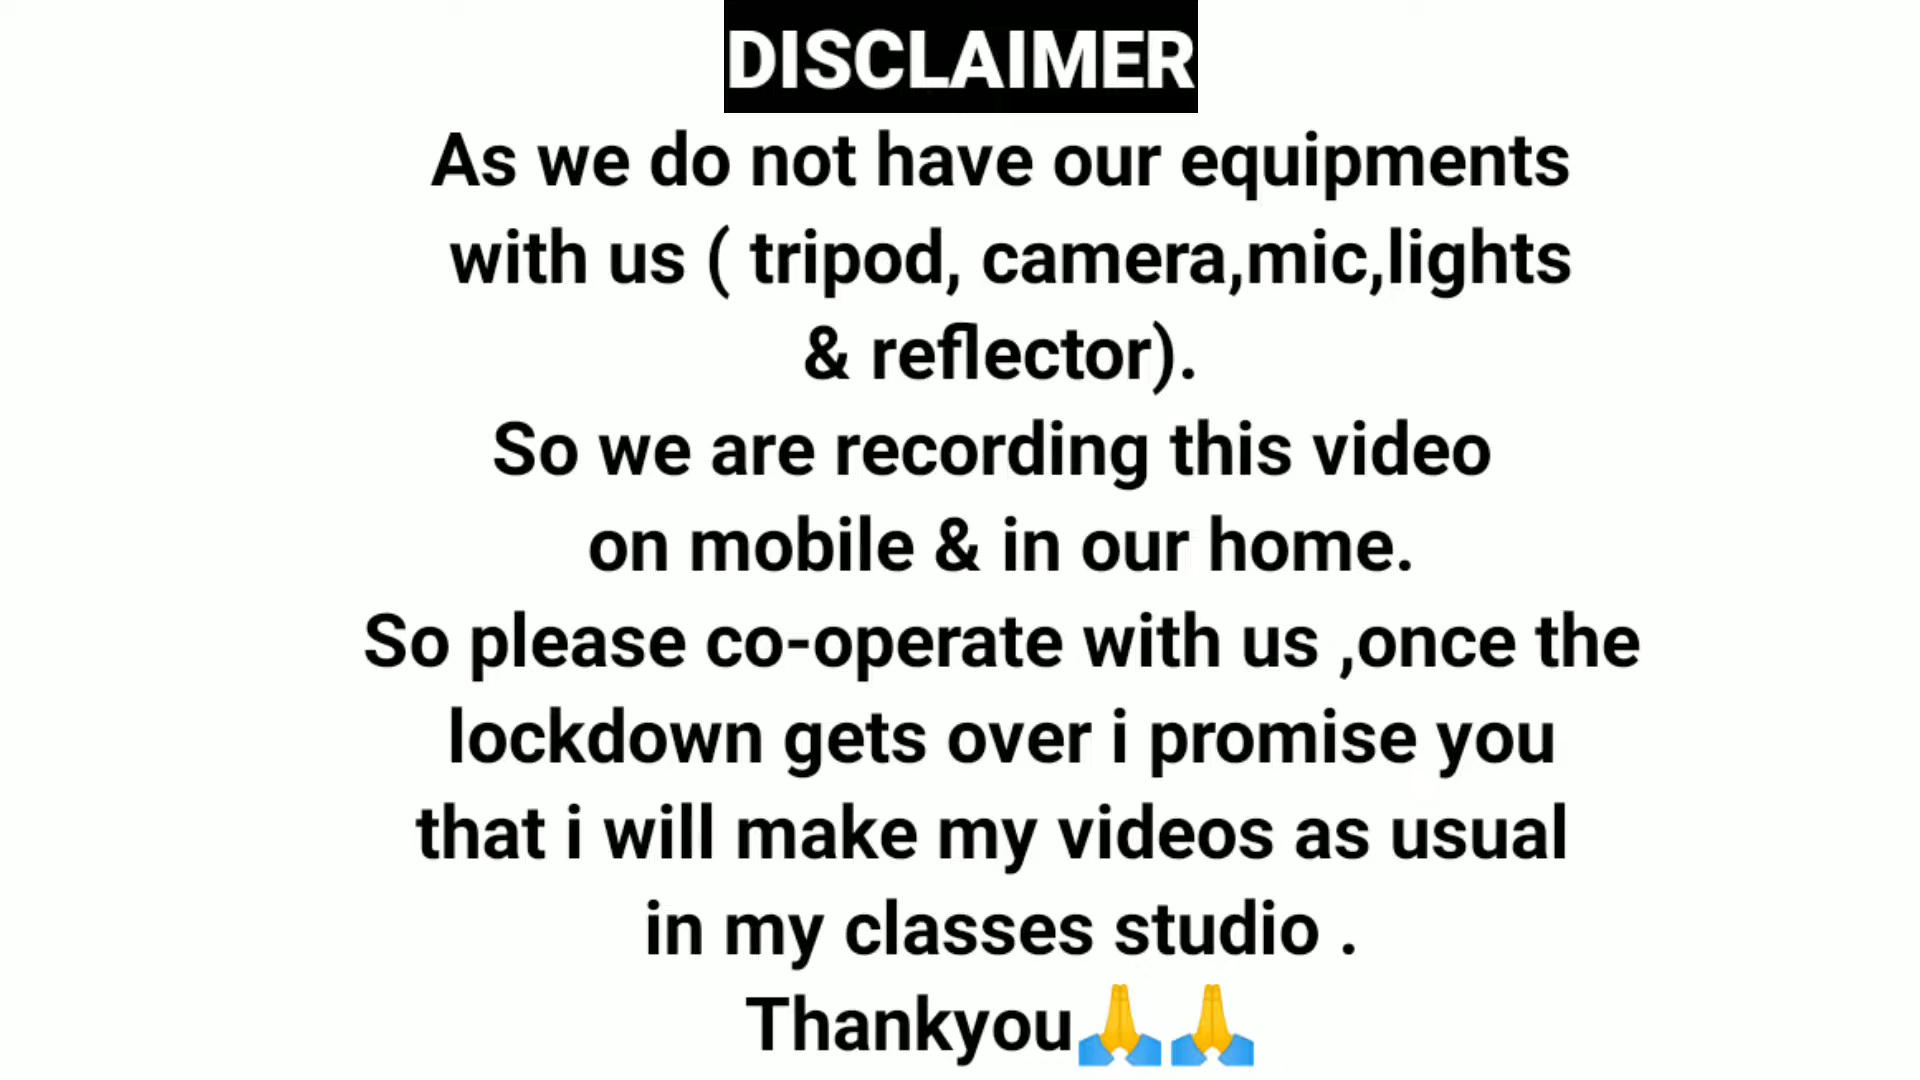 DISCLAIMER
As we do not have our equipments
with us ( tripod, camera,mic,lights
& reflector).
So we are recording this video
on mobile & in our home.
So please co-operate with us ,once the
lockdown gets over i promise you
that i will make my videos as usual
in my classes studio .
Thankyou🙏🙏